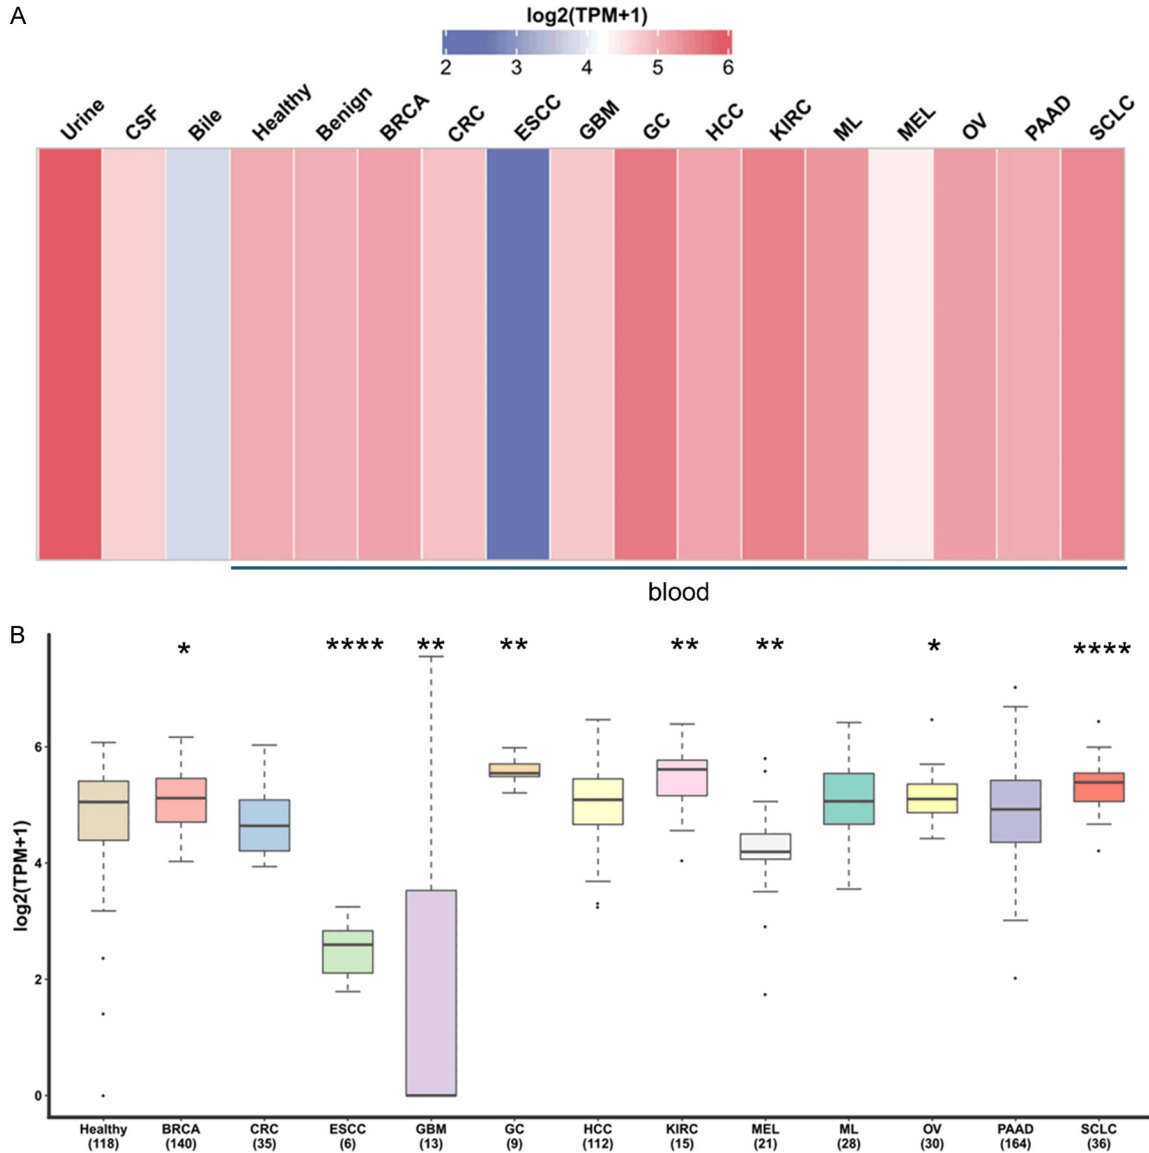 A
log2(TPM+1)
2 3 4 5 6
Urine CSF Bile Healthy Benign BRCA CRC ESCC GBM GC HCC KIRC ML MEL OV PAAD SCLC
blood
B
* **** ** ** ** ** * ****
log2(TPM+1)
6
4
2
0
Healthy BRCA CRC ESCC GBM GC HCC KIRC MEL ML OV PAAD SCLC
(118) (140) (35) (6) (13) (9) (112) (15) (21) (28) (30) (164) (36)